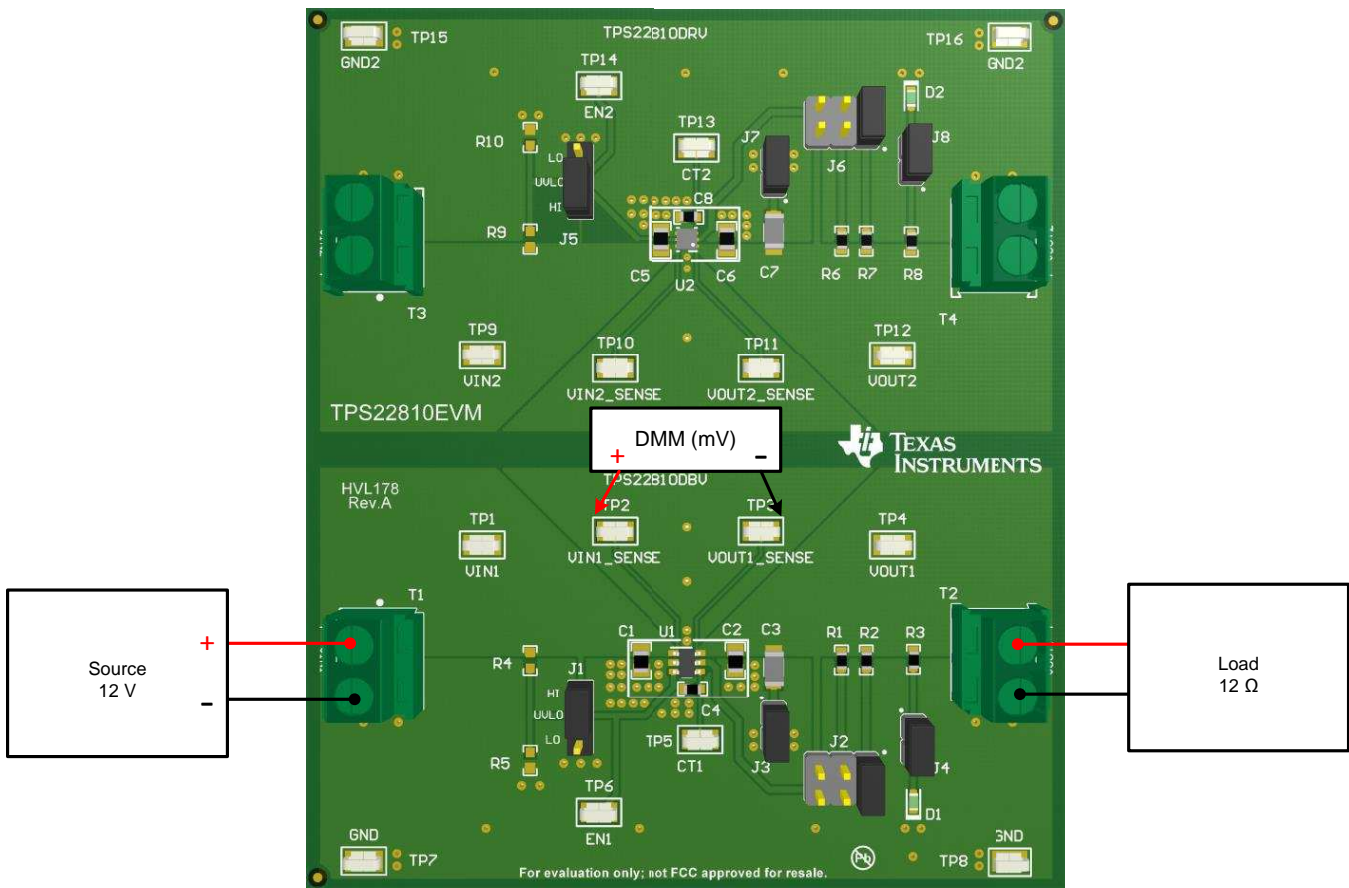 TP15
TPS22810DRV
TP16
GND2
TP14
GND2
EN2
D2
TP13
J7
J8
R10
LO
J6
CT2
UVLO
C8
HI
R9
J5
C5
C6
C7
R6
R7
R8
U2
T3
T4
TP9
TP10
TP11
TP12
VIN2
VIN2_SENSE
VOUT2_SENSE
VOUT2
TPS22810EVM
DMM (mV)
+
-
TEXAS
INSTRUMENTS
TPS22810DBV
HVL178
Rev.A
TP1
TP2
TP3
TP4
VIN1
VIN1_SENSE
VOUT1_SENSE
VOUT1
T1
T2
Source
12 V
+
-
Load
12 Ω
C1
U1
C2
C3
R1
R2
R3
R4
J1
HI
UVLO
LO
C4
TP5
CT1
J3
J2
J4
R5
TP6
EN1
D1
GND
TP7
GND
TP8
Pb
For evaluation only; not FCC approved for resale.